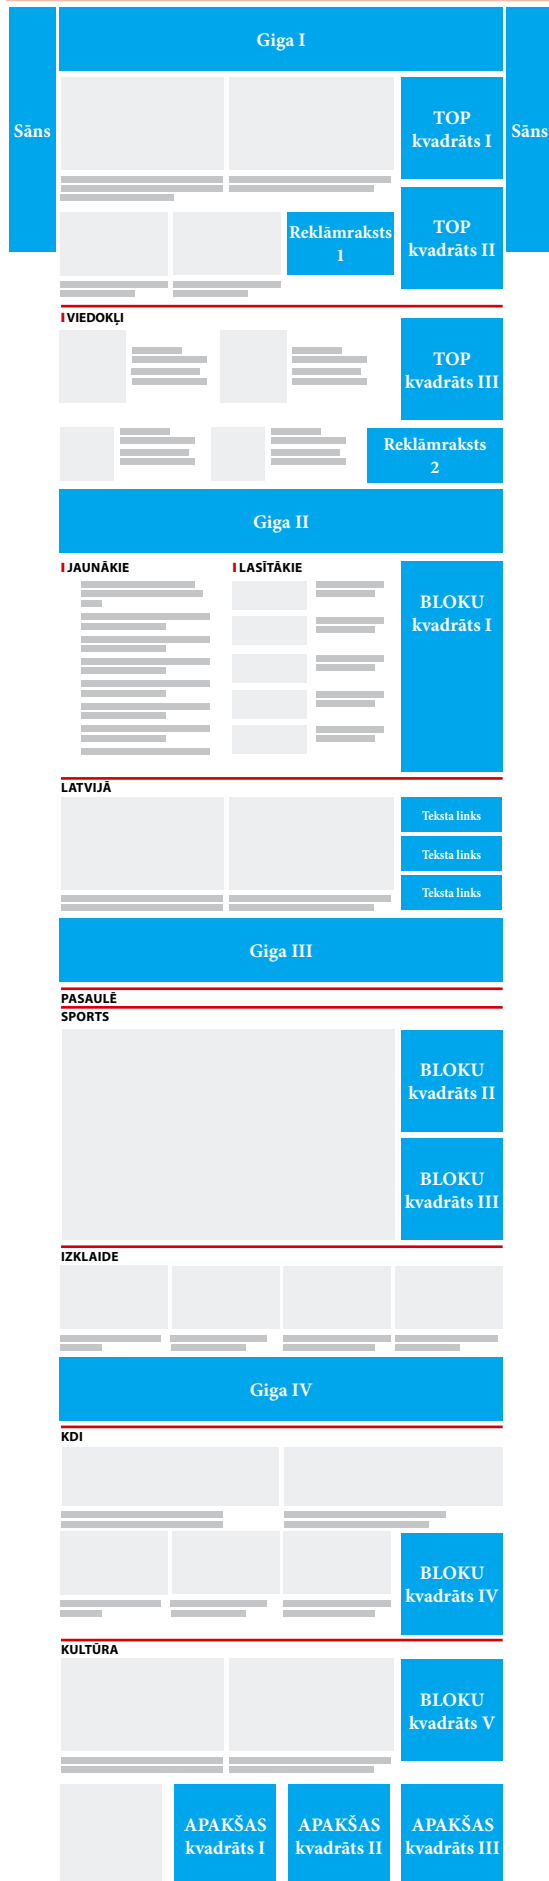 Giga I
Sāns
Sāns
TOP
kvadrāts I
TOP
kvadrāts II
Reklāmraksts
1
VIEDOKĻI
TOP
kvadrāts III
Reklāmraksts
2
Giga II
JAUNĀKIE
LASĪTĀKIE
BLOKU
kvadrāts I
LATVIJĀ
Teksta links
Teksta links
Teksta links
Giga III
PASAULĒ
SPORTS
BLOKU
kvadrāts II
BLOKU
kvadrāts III
IZKLAIDE
Giga IV
KDI
BLOKU
kvadrāts IV
KULTŪRA
BLOKU
kvadrāts V
APAKŠAS
kvadrāts I
APAKŠAS
kvadrāts II
APAKŠAS
kvadrāts III